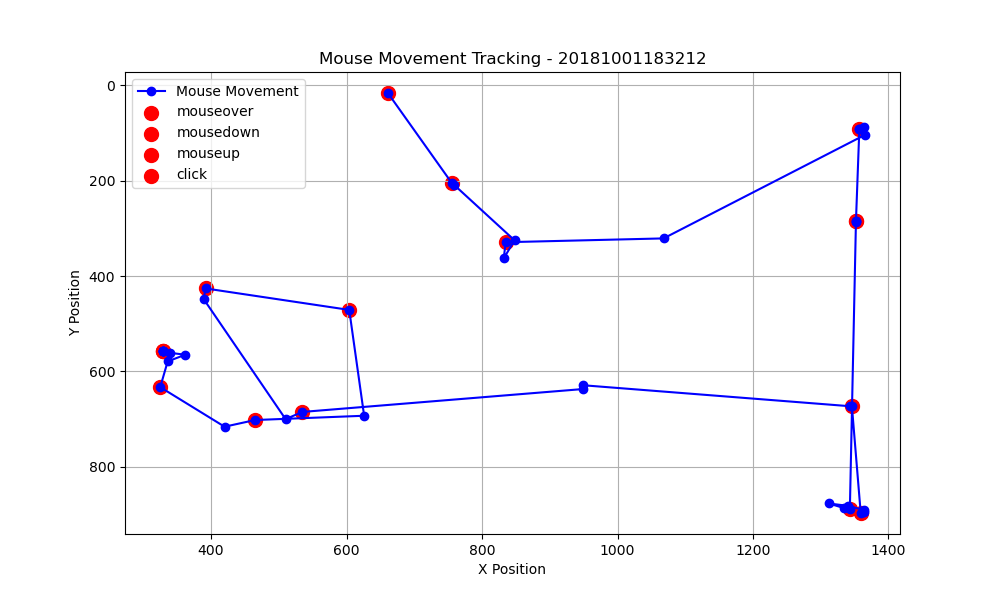 Mouse Movement Tracking - 20181001183212
Mouse Movement
mouseover
mousedown
mouseup
click
0
200
400
600
800
Y Position
400
600
800
1000
1200
1400
X Position